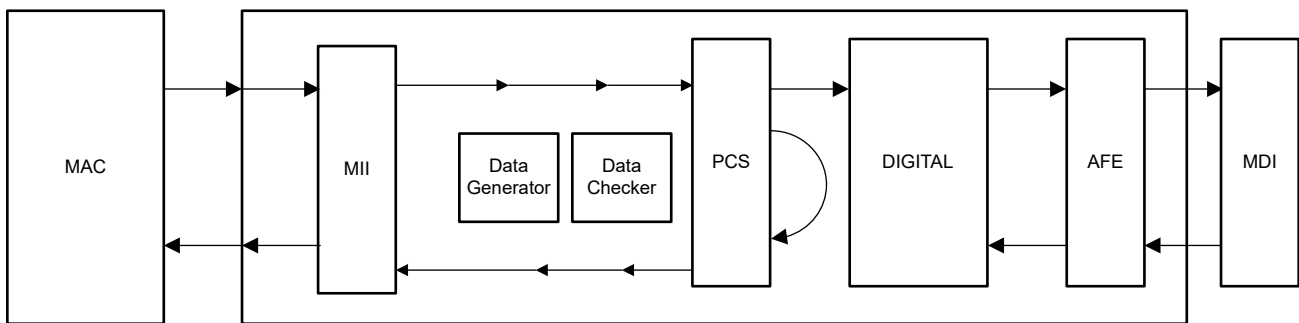 MAC
MII
Data
Generator
Data
Checker
PCS
DIGITAL
AFE
MDI